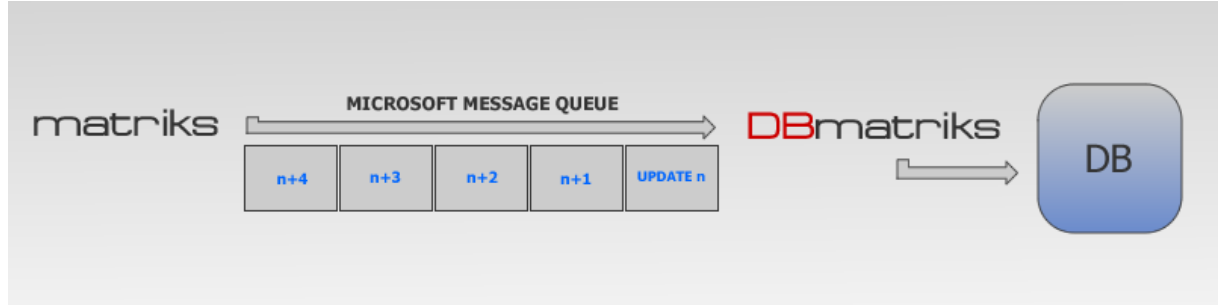 MICROSOFT MESSAGE QUEUE
matriks
DBmatriks
DB
n+4 n+3 n+2 n+1 UPDATE n